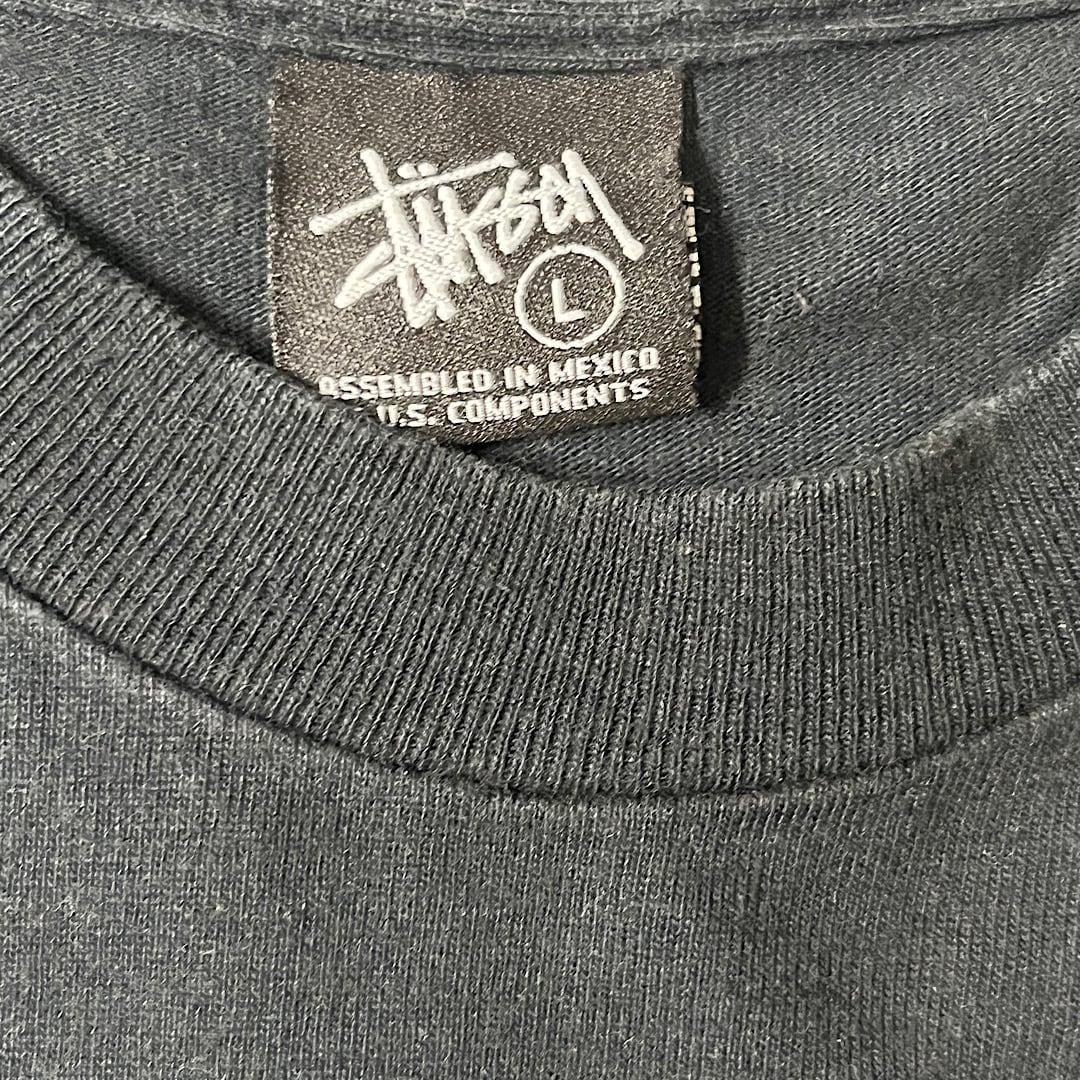 Stüssy
L
ASSEMBLED IN MEXICO
U.S. COMPONENTS